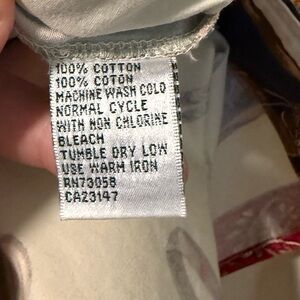 100% COTTON
100% COTON
MACHINE WASH COLD
NORMAL CYCLE
WITH NON CHLORINE
BLEACH
TUMBLE DRY LOW
USE WARM IRON
RN73058
CA23147